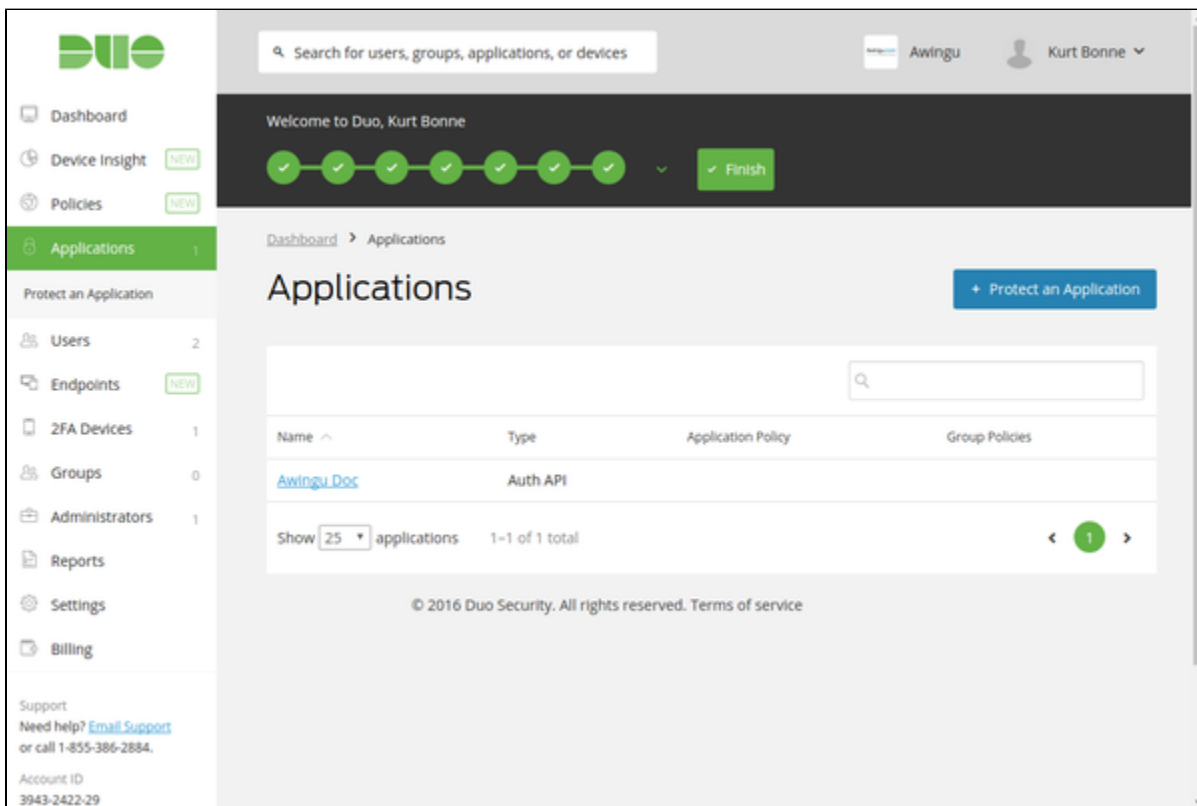 DUO
Search for users, groups, applications, or devices
Awingu
Kurt Bonne
Dashboard
Device Insight NEW
Policies NEW
Applications 1
Protect an Application
Users 2
Endpoints NEW
2FA Devices 1
Groups 0
Administrators 1
Reports
Settings
Billing
Support
Need help? Email Support
or call 1-855-386-2884.
Account ID
3943-2422-29
Welcome to Duo, Kurt Bonne
Finish
Dashboard > Applications
Applications
+ Protect an Application
Name Type Application Policy Group Policies
Awingu Doc Auth API
Show 25 applications 1-1 of 1 total 1
© 2016 Duo Security. All rights reserved. Terms of service